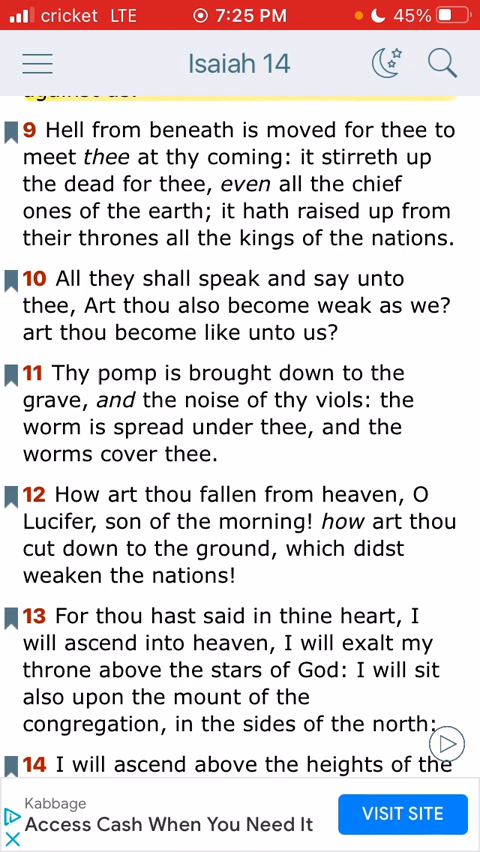 cricket LTE 7:25 PM 45%
Isaiah 14
against us.
9 Hell from beneath is moved for thee to
meet thee at thy coming: it stirreth up
the dead for thee, even all the chief
ones of the earth; it hath raised up from
their thrones all the kings of the nations.
10 All they shall speak and say unto
thee, Art thou also become weak as we?
art thou become like unto us?
11 Thy pomp is brought down to the
grave, and the noise of thy viols: the
worm is spread under thee, and the
worms cover thee.
12 How art thou fallen from heaven, O
Lucifer, son of the morning! how art thou
cut down to the ground, which didst
weaken the nations!
13 For thou hast said in thine heart, I
will ascend into heaven, I will exalt my
throne above the stars of God: I will sit
also upon the mount of the
congregation, in the sides of the north:
14 I will ascend above the heights of the
Kabbage
Access Cash When You Need It
VISIT SITE